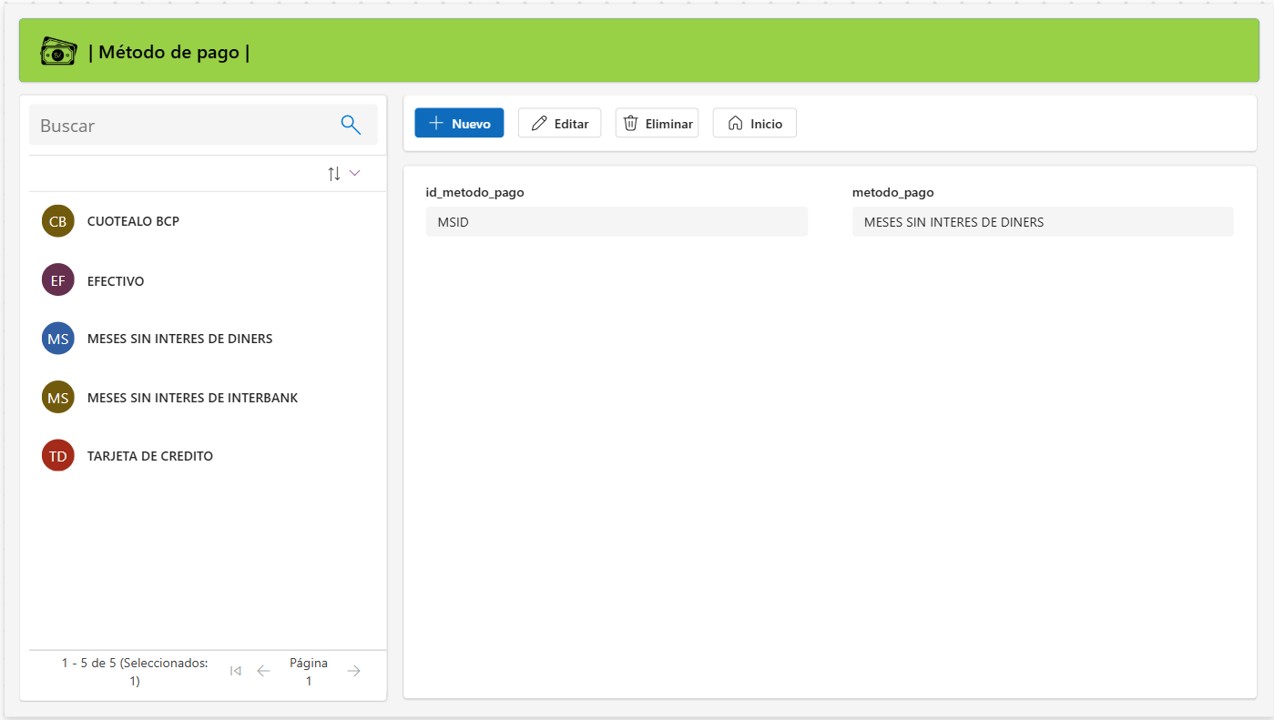 | Método de pago |
Buscar
CB CUOTEALO BCP
EF EFECTIVO
MS MESES SIN INTERES DE DINERS
MS MESES SIN INTERES DE INTERBANK
TD TARJETA DE CREDITO
1 - 5 de 5 (Seleccionados:
1)
Página
1
Nuevo Editar Eliminar Inicio
id_metodo_pago metodo_pago
MSID MESES SIN INTERES DE DINERS